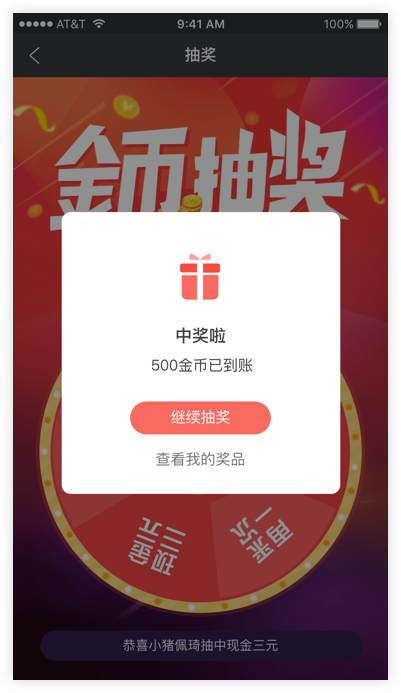 AT&T 9:41 AM 100%
抽奖
金币抽奖
中奖啦
500金币已到账
继续抽奖
查看我的奖品
现金三元
再来一次
恭喜小猪佩琦抽中现金三元